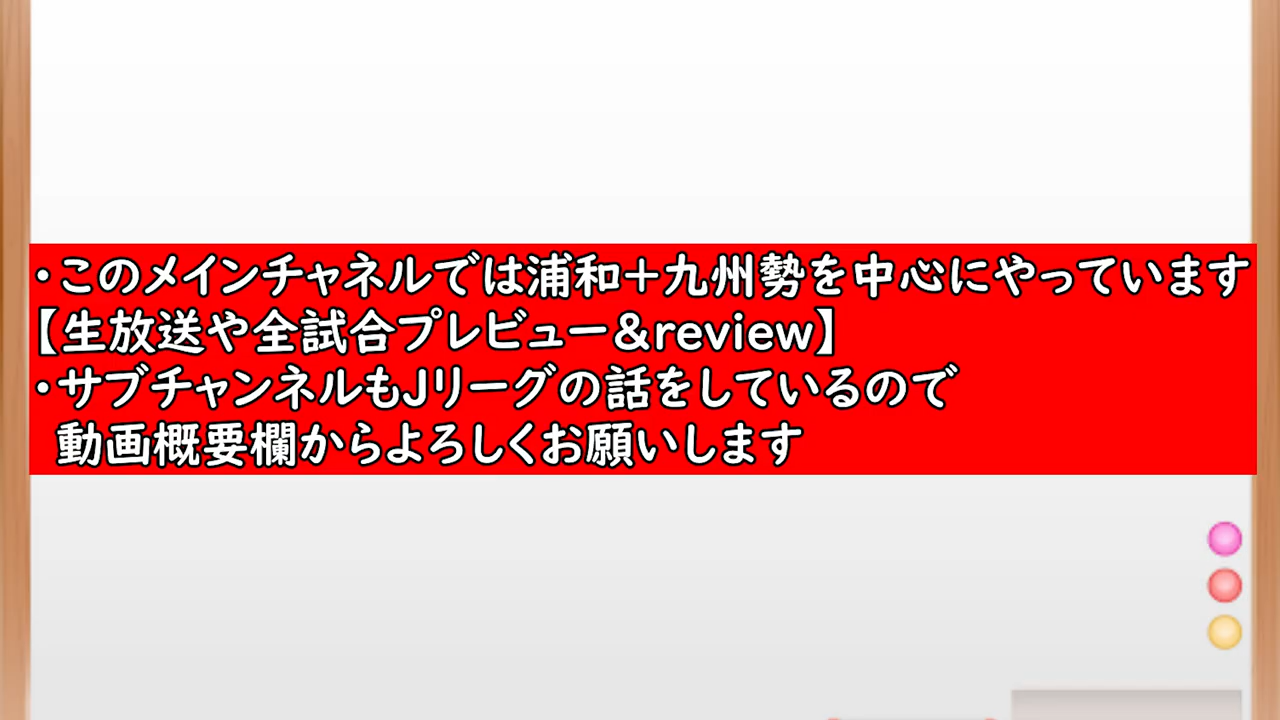 ・このメインチャネルでは浦和＋九州勢を中心にやっています
【生放送や全試合プレビュー＆review】
・サブチャンネルもJリーグの話をしているので
動画概要欄からよろしくお願いします